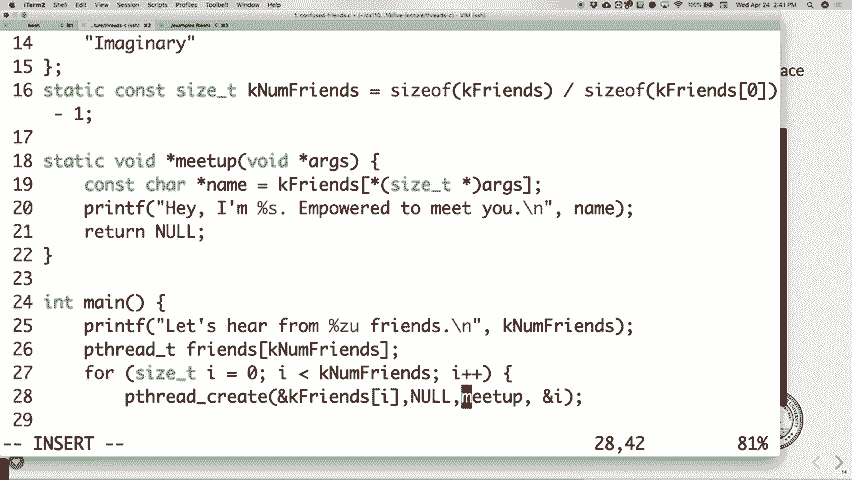 iTerm2 Shell Edit View Session Scripts Profiles Toolbelt Window Help
Wed Apr 24 2:41 PM
14     "Imaginary"
15 };
16 static const size_t kNumFriends = sizeof(kFriends) / sizeof(kFriends[0])
 - 1;
17
18 static void *meetup(void *args) {
19     const char *name = kFriends[*(size_t *)args];
20     printf("Hey, I'm %s. Empowered to meet you.\n", name);
21     return NULL;
22 }
23
24 int main() {
25     printf("Let's hear from %zu friends.\n", kNumFriends);
26     pthread_t friends[kNumFriends];
27     for (size_t i = 0; i < kNumFriends; i++) {
28         pthread_create(&kFriends[i],NULL,meetup, &i);
29
-- INSERT --    28,42    81%
ace